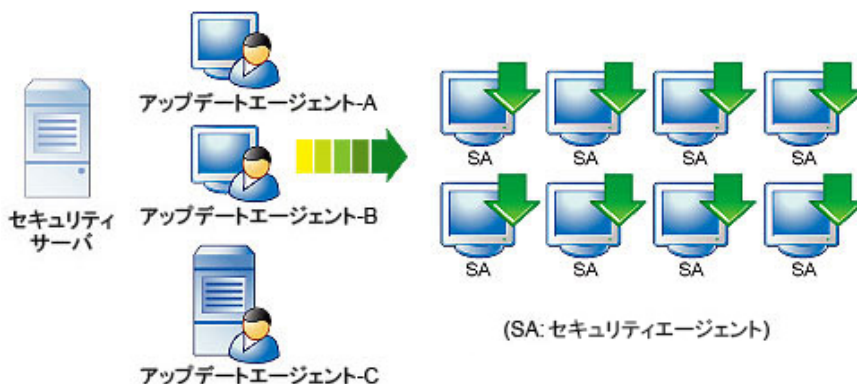 アップデートエージェント-A
セキュリティ
サーバ
アップデートエージェント-B
アップデートエージェント-C
SA
SA
SA
SA
SA
SA
SA
SA
(SA: セキュリティエージェント)